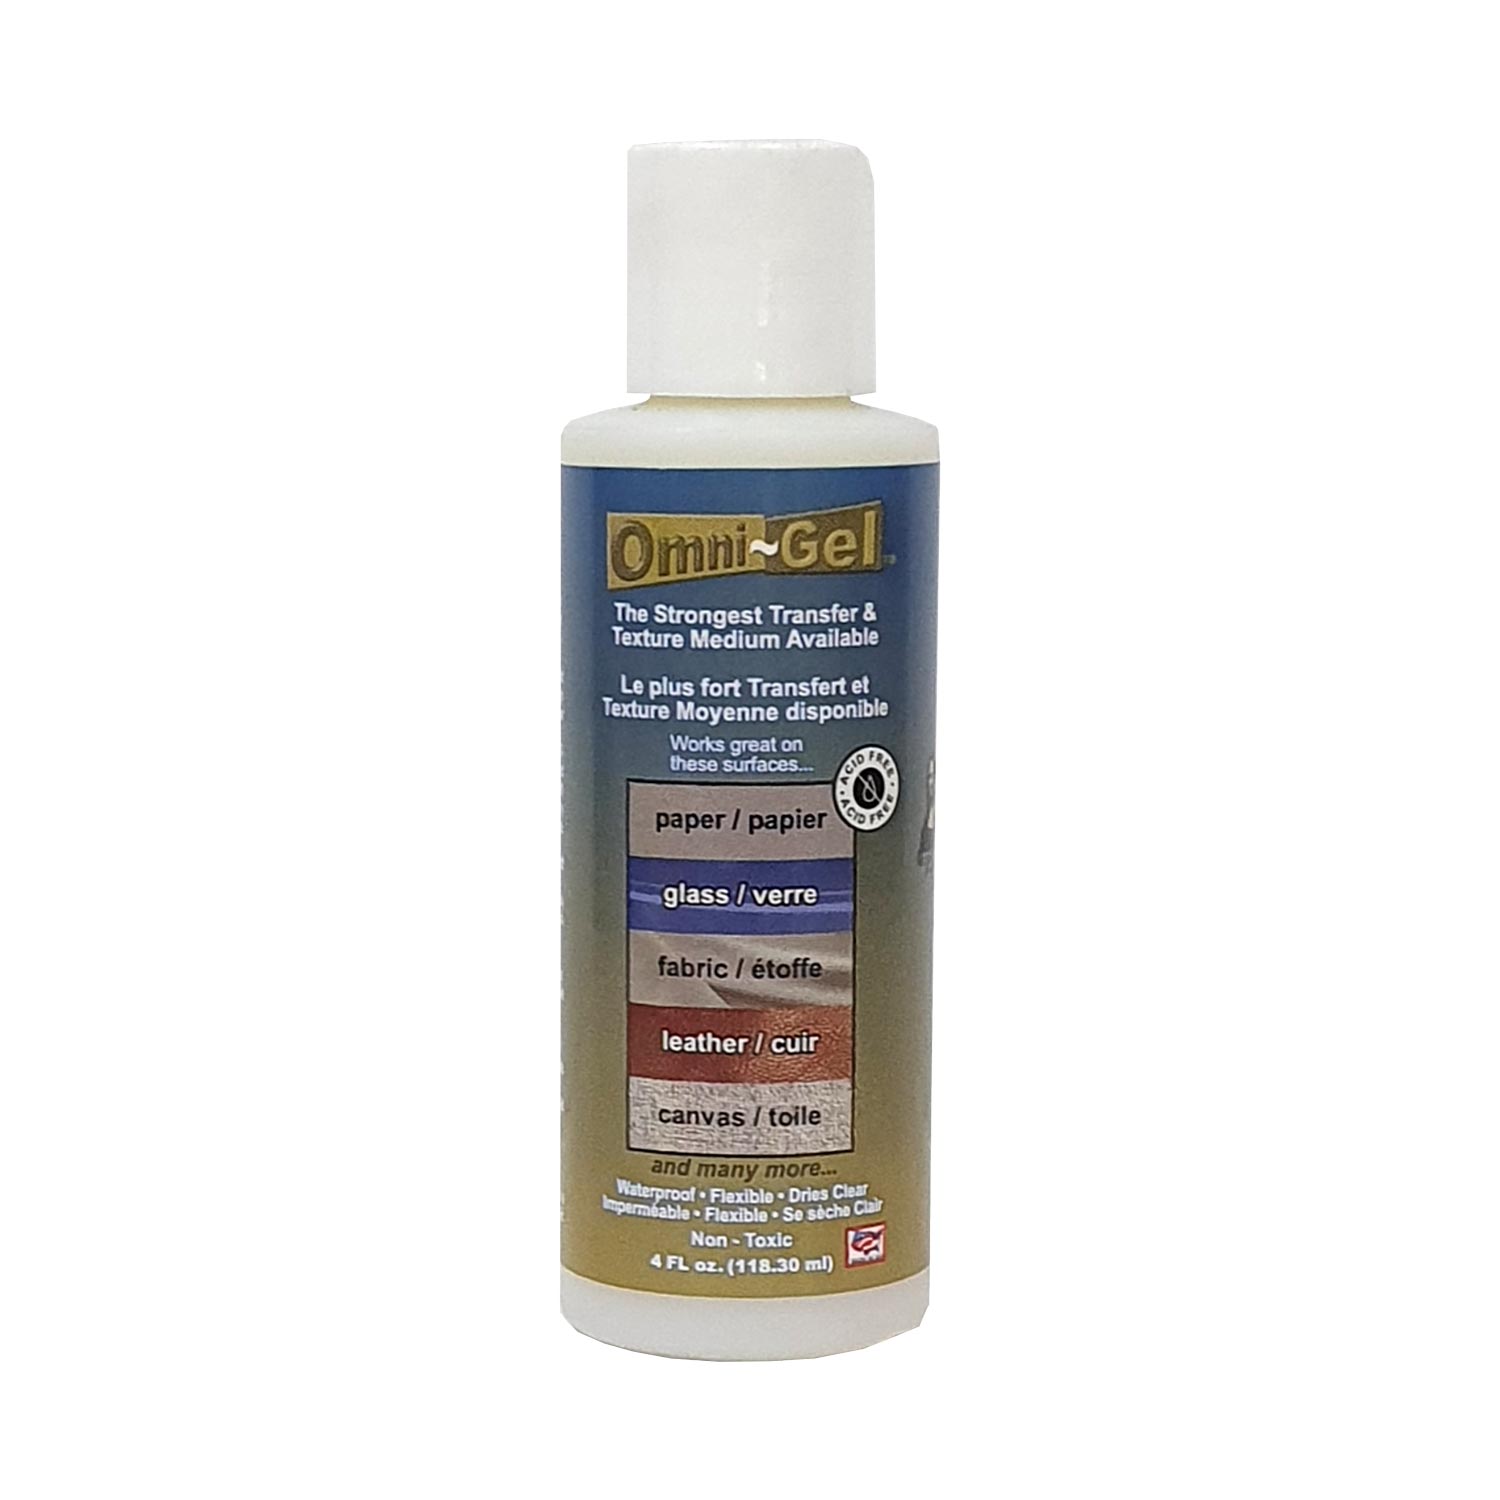 Omni~Gel
The Strongest Transfer &
Texture Medium Available
Le plus fort Transfert et
Texture Moyenne disponible
Works great on
these surfaces...
ACID FREE • ACID FREE •
paper / papier
glass / verre
fabric / étoffe
leather / cuir
canvas / toile
and many more...
Waterproof • Flexible • Dries Clear
Imperméable • Flexible • Se sèche Clair
Non - Toxic
4 FL oz. (118.30 ml)